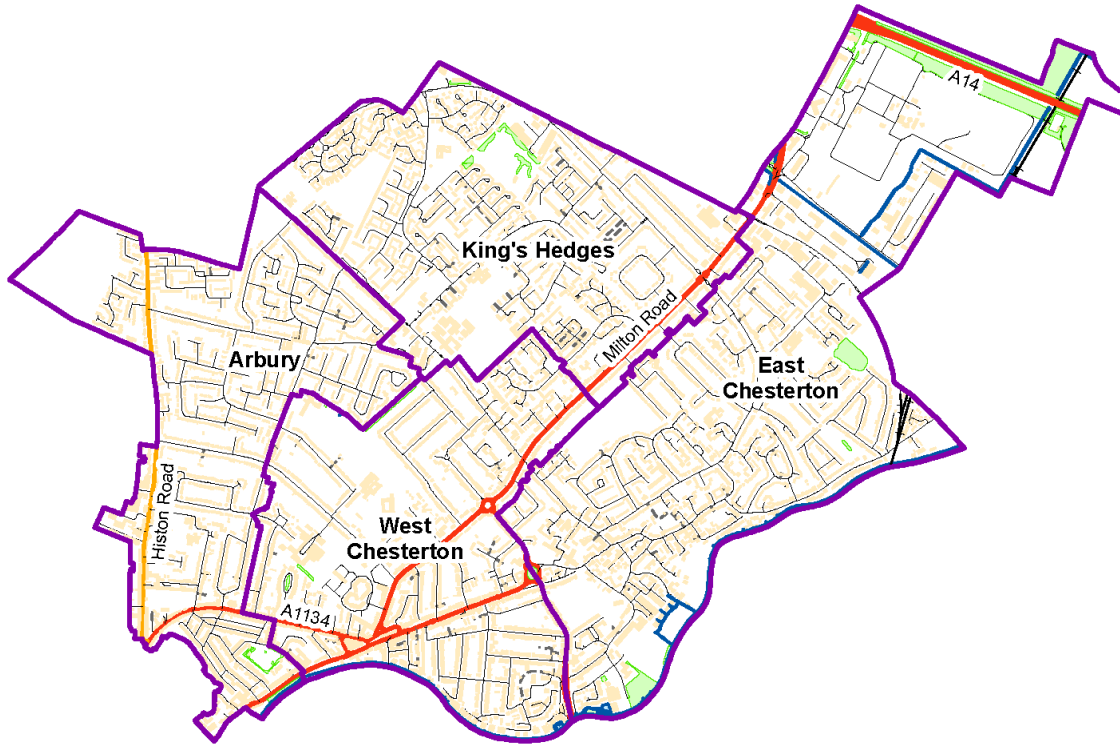 A14
King's Hedges
Milton Road
Arbury
East
Chesterton
Histon Road
West
Chesterton
A1134